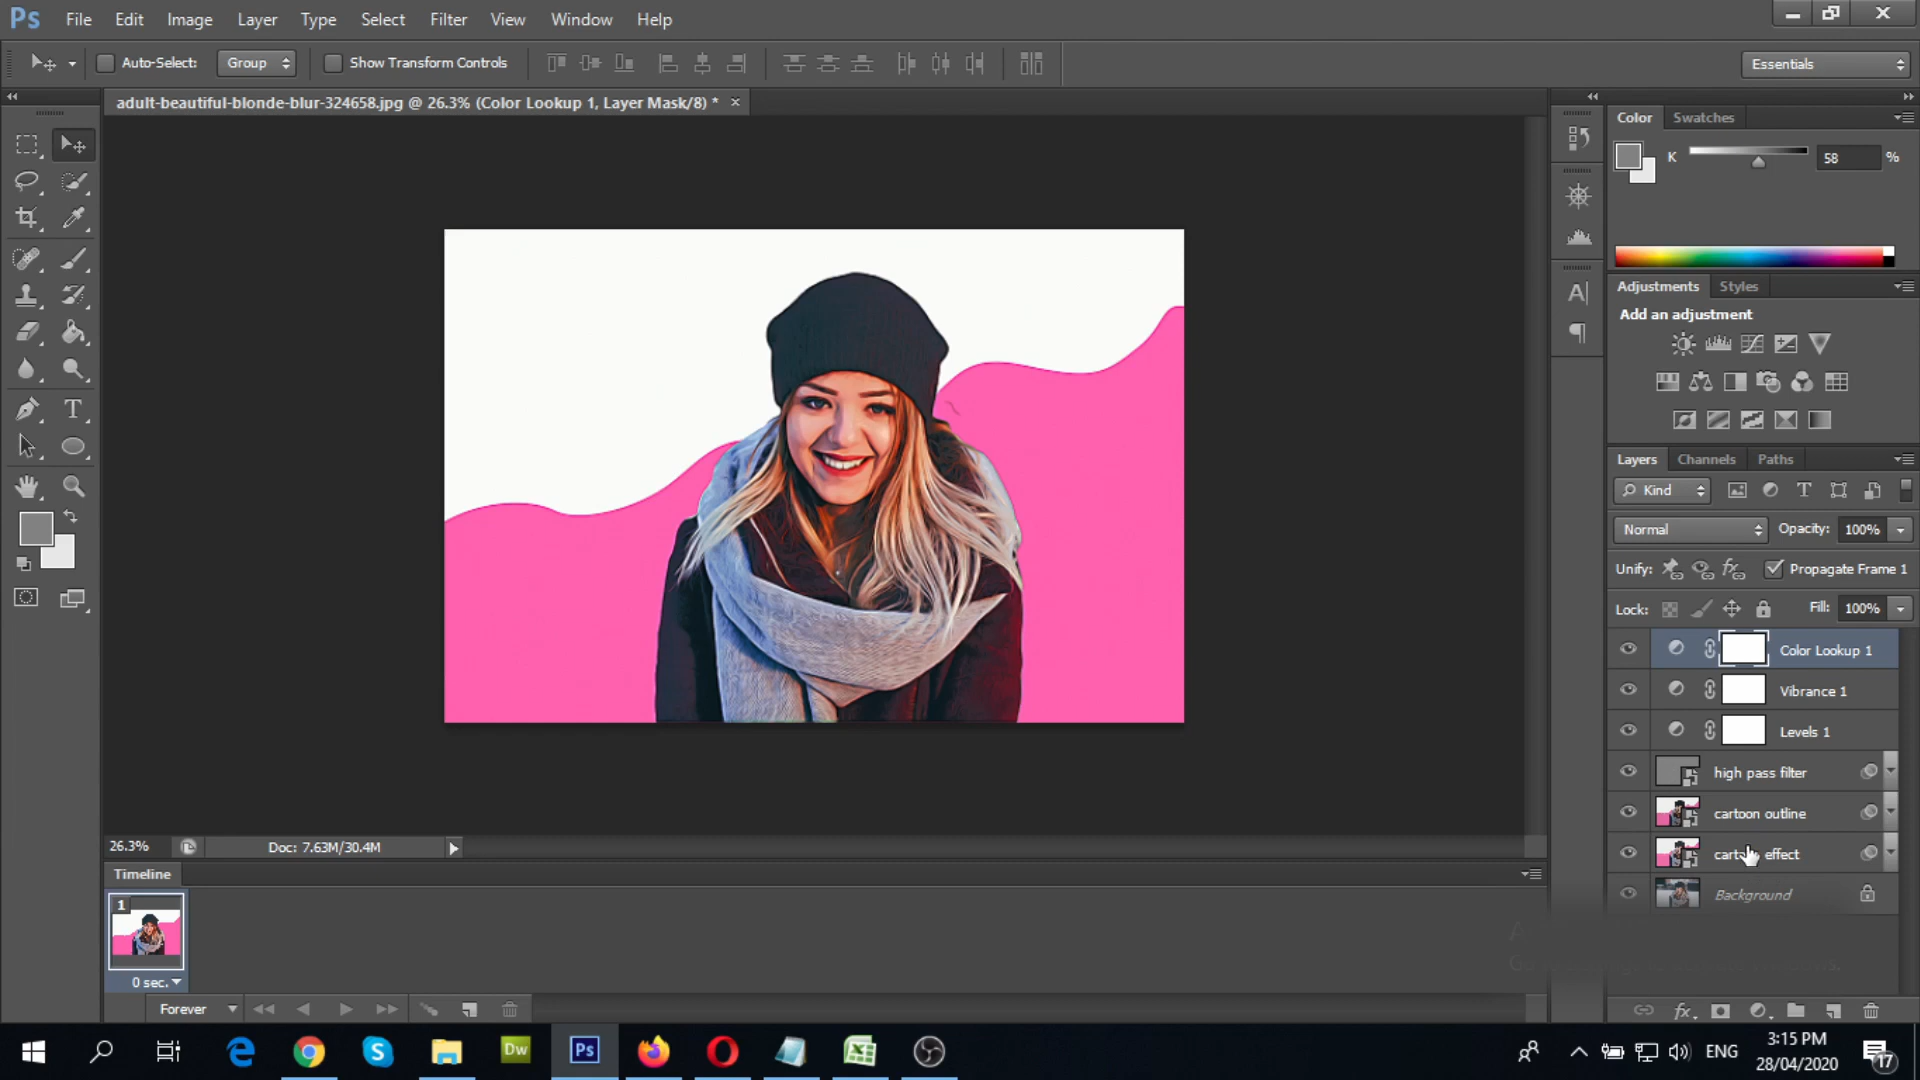 Ps File Edit Image Layer Type Select Filter View Window Help
Auto-Select: Group Show Transform Controls Essentials
adult-beautiful-blonde-blur-324658.jpg @ 26.3% (Color Lookup 1, Layer Mask/8) * ×
Color Swatches
K 58 %
Adjustments Styles
Add an adjustment
Layers Channels Paths
Kind
Normal Opacity: 100%
Unify: Propagate Frame 1
Lock: Fill: 100%
Color Lookup 1
Vibrance 1
Levels 1
high pass filter
cartoon outline
effect
Background
26.3% Doc: 7.63M/30.4M
Timeline
1
0 sec.
Forever
Dw Ps ENG 3:15 PM
28/04/2020 17